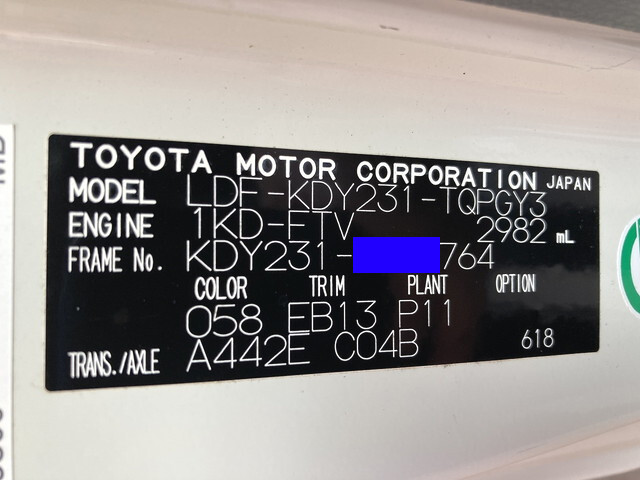 TOYOTA MOTOR CORPORATION JAPAN
MODEL LDF-KDY231-TQPGY3
ENGINE 1KD-FTV 2982 mL
FRAME No. KDY231- 764
COLOR TRIM PLANT OPTION
058 EB13 P11
TRANS./AXLE A442E C04B 618